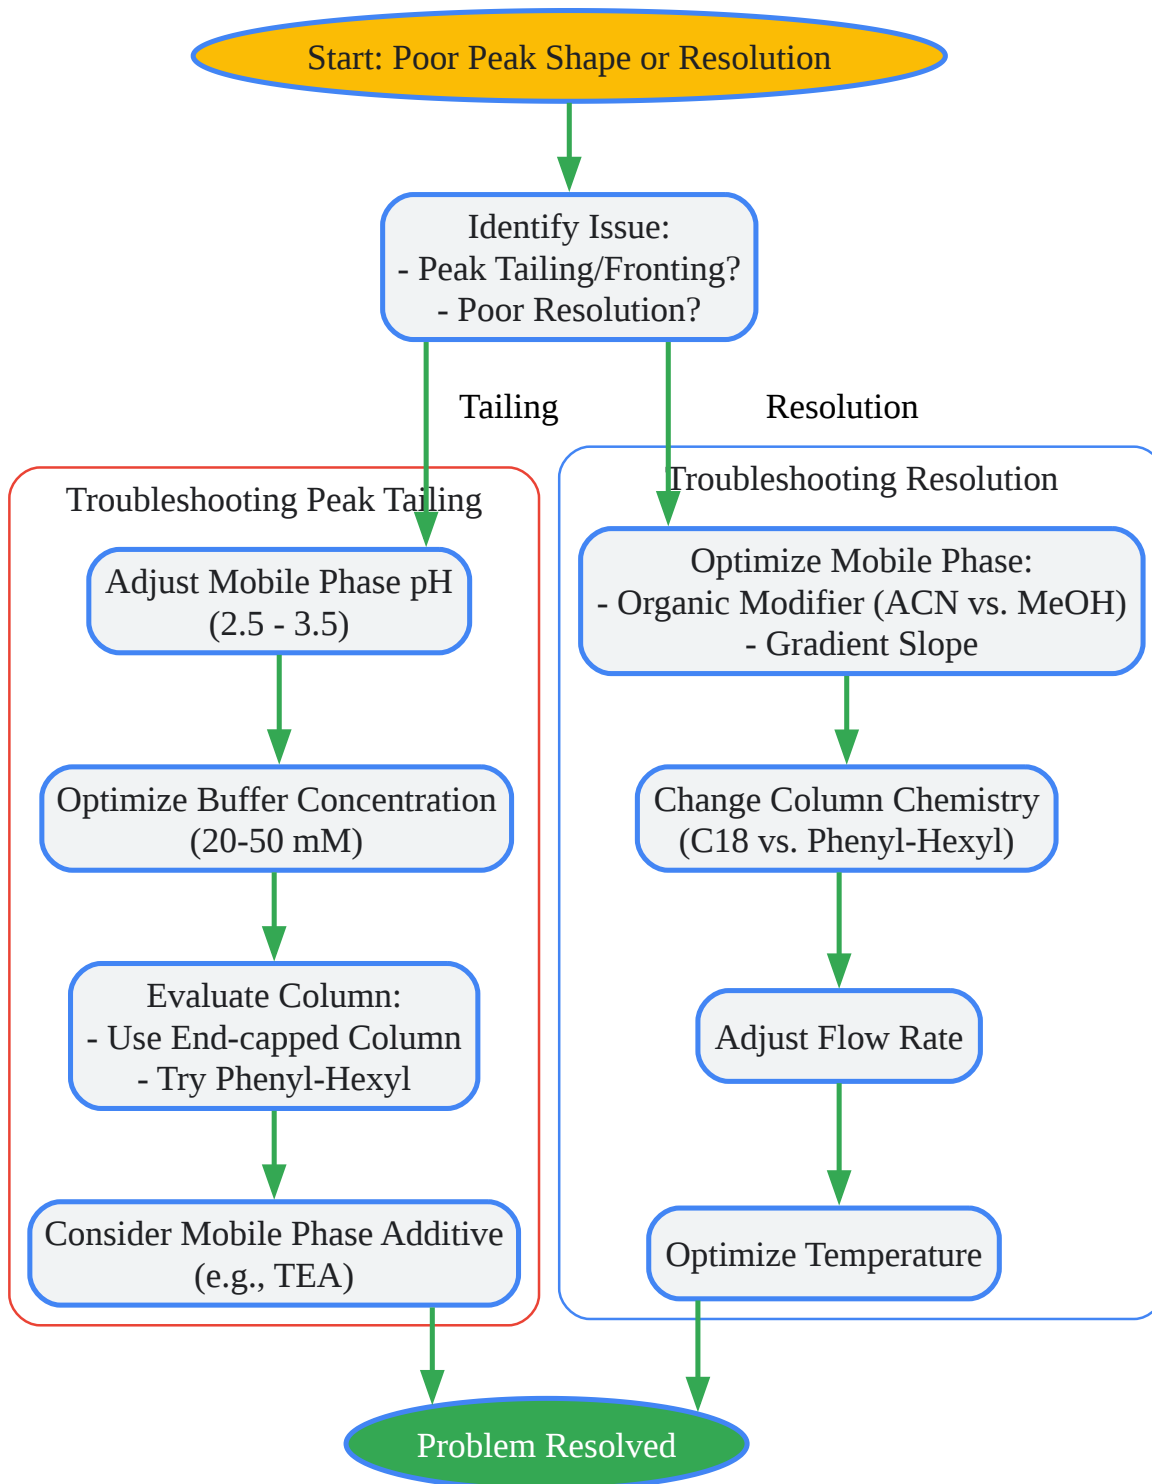 Start: Poor Peak Shape or Resolution
Identify Issue:
- Peak Tailing/Fronting?
- Poor Resolution?
Tailing
Resolution
Troubleshooting Peak Tailing
Adjust Mobile Phase pH
(2.5 - 3.5)
Optimize Buffer Concentration
(20-50 mM)
Evaluate Column:
- Use End-capped Column
- Try Phenyl-Hexyl
Consider Mobile Phase Additive
(e.g., TEA)
Troubleshooting Resolution
Optimize Mobile Phase:
- Organic Modifier (ACN vs. MeOH)
- Gradient Slope
Change Column Chemistry
(C18 vs. Phenyl-Hexyl)
Adjust Flow Rate
Optimize Temperature
Problem Resolved